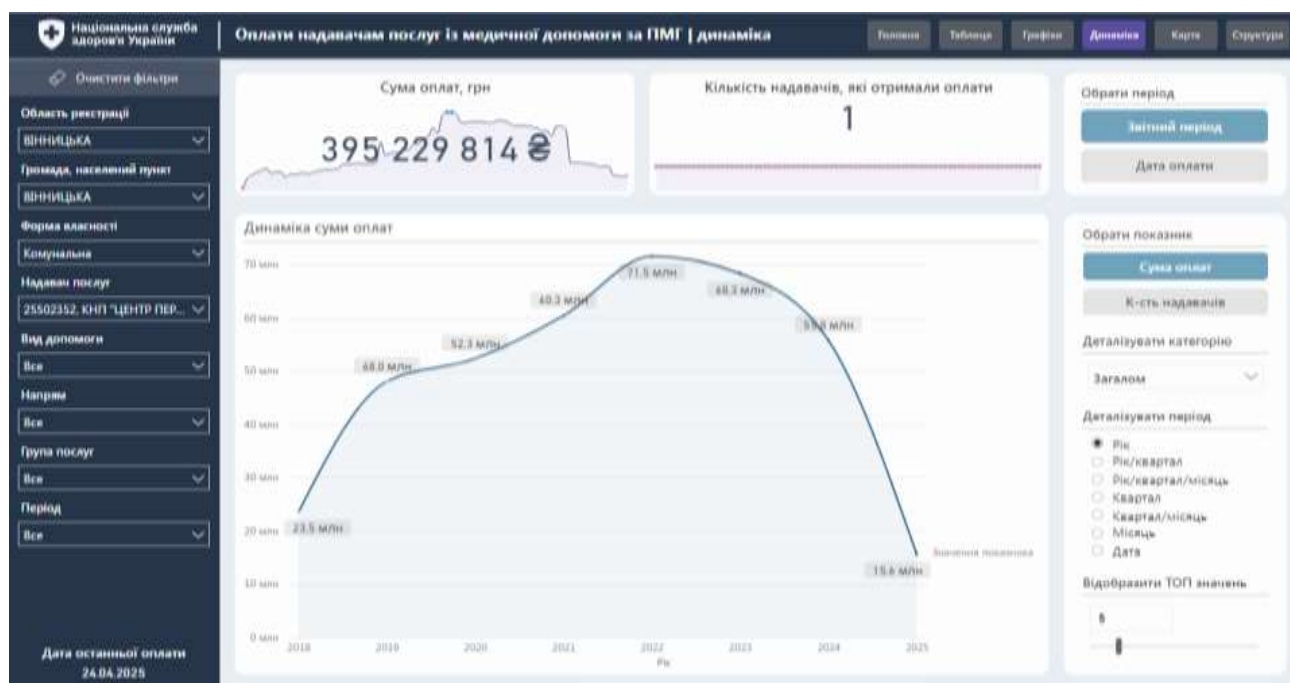 Національна служба
здоров'я України
Оплати надавачам послуг із медичної допомоги за ПМГ | динаміка
Головна
Таблиця
Графіки
Динаміка
Карта
Структура
Очистити фільтри
Область реєстрації
ВІННИЦЬКА
Громада, населений пункт
ВІННИЦЬКА
Форма власності
Комунальна
Надавач послуг
25502352, КНП "ЦЕНТР ПЕР...
Вид допомоги
Все
Напрям
Все
Група послуг
Все
Період
Все
Дата останньої оплати
24.04.2025
Сума оплат, грн
395 229 814 ₴
Кількість надавачів, які отримали оплати
1
Динаміка суми оплат
70 млн
60 млн
50 млн
40 млн
30 млн
20 млн
10 млн
0 млн
23.5 млн
48.0 млн
52.3 млн
60.3 млн
71.5 млн
68.3 млн
55.8 млн
15.6 млн
Значення показника
2018
2019
2020
2021
2022
2023
2024
2025
Рік
Обрати період
Звітний період
Дата оплати
Обрати показник
Сума оплат
К-сть надавачів
Деталізувати категорію
Загалом
Деталізувати період
Рік
Рік/квартал
Рік/квартал/місяць
Квартал
Квартал/місяць
Місяць
Дата
Відобразити ТОП значень
5